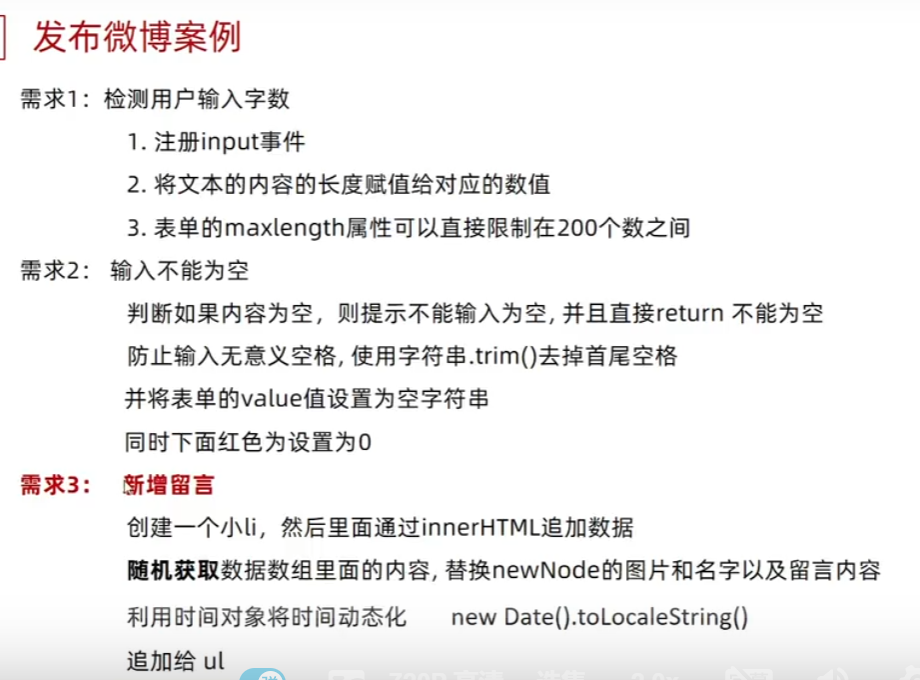 发布微博案例
需求1：检测用户输入字数
1. 注册input事件
2. 将文本的内容的长度赋值给对应的数值
3. 表单的maxlength属性可以直接限制在200个数之间
需求2： 输入不能为空
判断如果内容为空，则提示不能输入为空, 并且直接return 不能为空
防止输入无意义空格, 使用字符串.trim()去掉首尾空格
并将表单的value值设置为空字符串
同时下面红色为设置为0
需求3： 新增留言
创建一个小li，然后里面通过innerHTML追加数据
随机获取数据数组里面的内容, 替换newNode的图片和名字以及留言内容
利用时间对象将时间动态化 new Date().toLocaleString()
追加给 ul